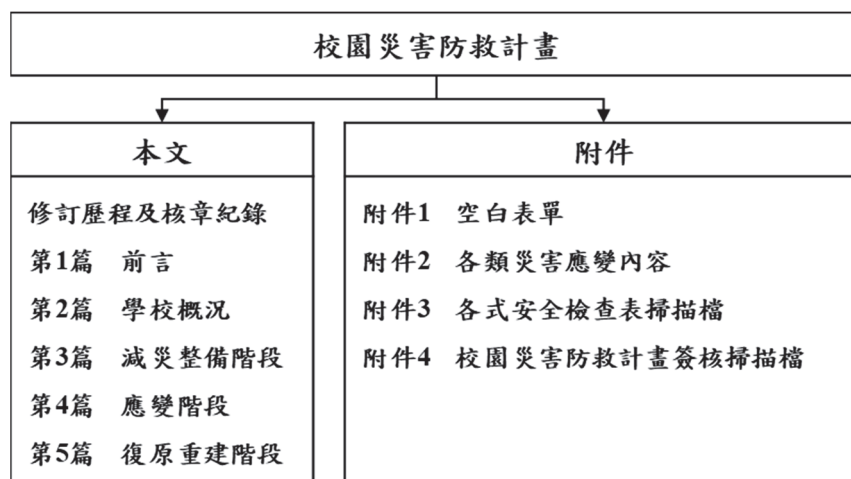 校園災害防救計畫
本文
修訂歷程及核章紀錄
第1篇 前言
第2篇 學校概況
第3篇 減災整備階段
第4篇 應變階段
第5篇 復原重建階段
附件
附件1 空白表單
附件2 各類災害應變內容
附件3 各式安全檢查表掃描檔
附件4 校園災害防救計畫簽核掃描檔